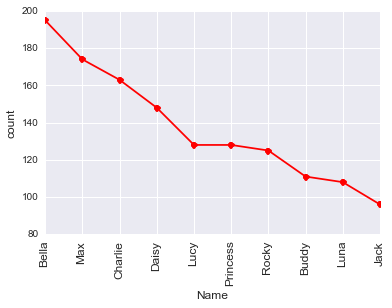 200
180
160
140
120
100
80
count
Bella
Max
Charlie
Daisy
Lucy
Princess
Rocky
Buddy
Luna
Jack
Name